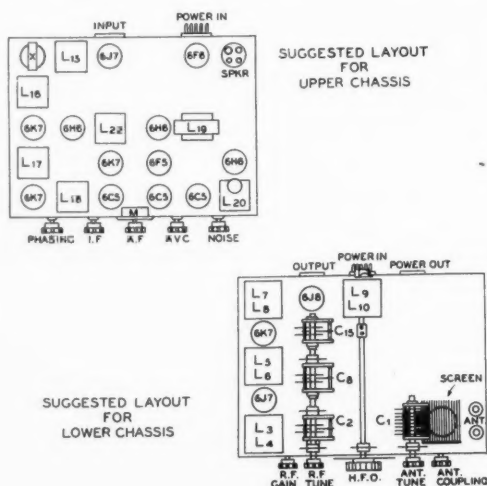 INPUT
POWER IN
X
L13
6J7
6F8
SPKR
SUGGESTED LAYOUT
FOR
UPPER CHASSIS
L16
6K7
6H6
L22
6H6
L19
L17
6K7
6F5
6H6
6K7
L18
6C5
M
6C5
6C5
L20
PHASING
I.F
A.F
AVC
NOISE
OUTPUT
POWER IN
POWER OUT
L7
L8
6J8
L9
L10
6K7
C15
L5
L6
C8
SCREEN
6J7
C2
C1
ANT.
L3
L4
SUGGESTED LAYOUT
FOR
LOWER CHASSIS
R.F.
GAIN
R.F
TUNE
H.F.O.
ANT.
TUNE
ANT.
COUPLING